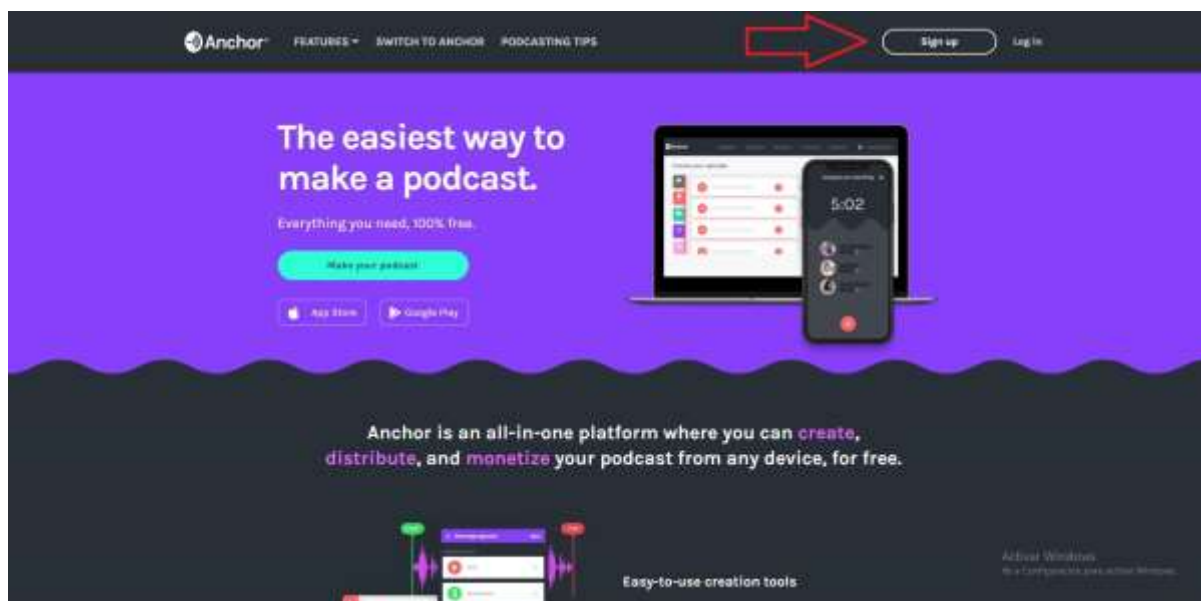 Anchor
FEATURES SWITCH TO ANCHOR PODCASTING TIPS
Sign up Log in
The easiest way to
make a podcast.
Everything you need, 100% free.
Make your podcast
App Store Google Play
5:02
Anchor is an all-in-one platform where you can create,
distribute, and monetize your podcast from any device, for free.
Easy-to-use creation tools
Activar Windows